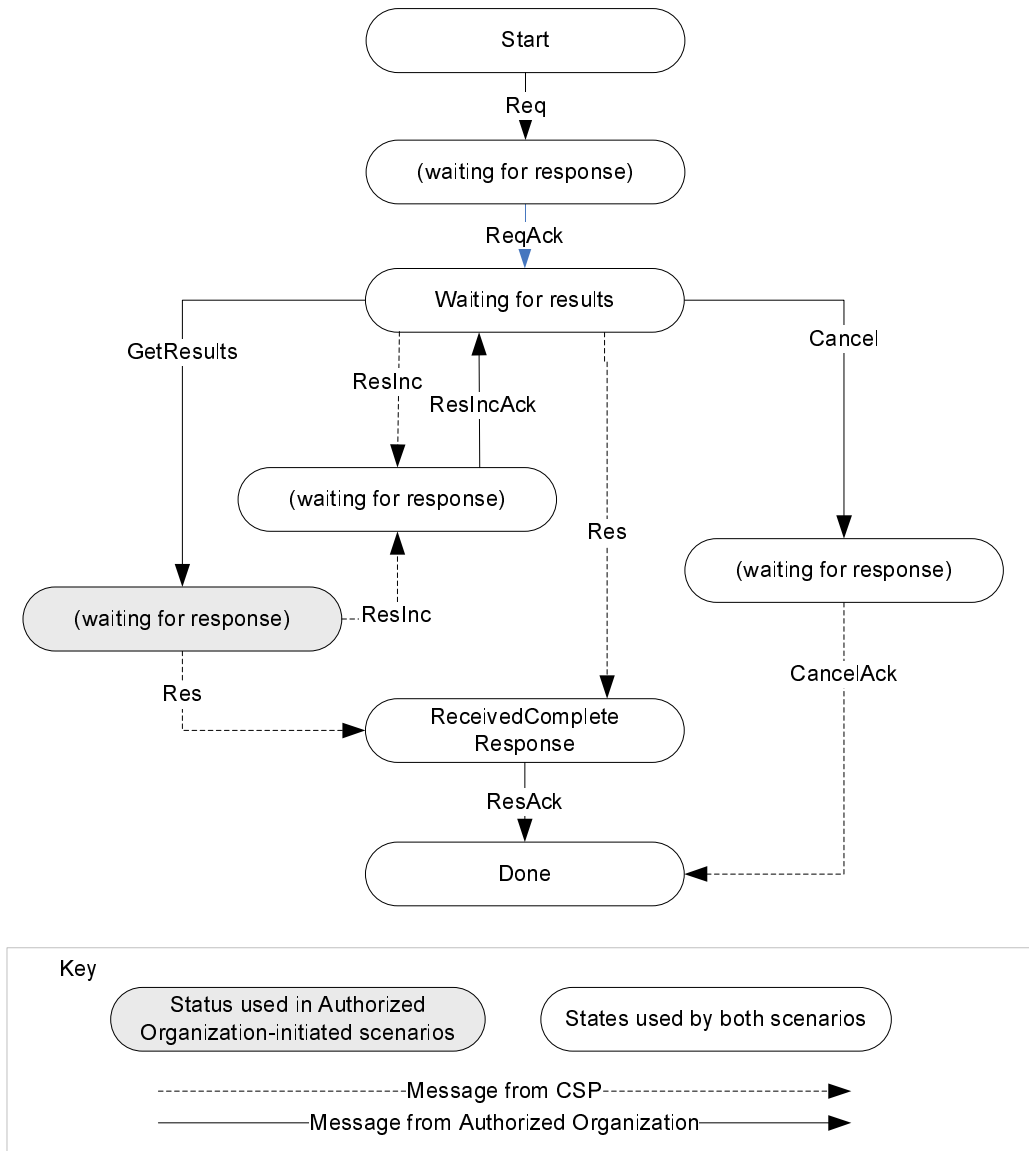 Start
Req
(waiting for response)
ReqAck
Waiting for results
GetResults
Cancel
ResInc
ResIncAck
(waiting for response)
Res
(waiting for response)
(waiting for response)
ResInc
Res
CancelAck
ReceivedComplete
Response
ResAck
Done
Key
Status used in Authorized
Organization-initiated scenarios
States used by both scenarios
Message from CSP
Message from Authorized Organization